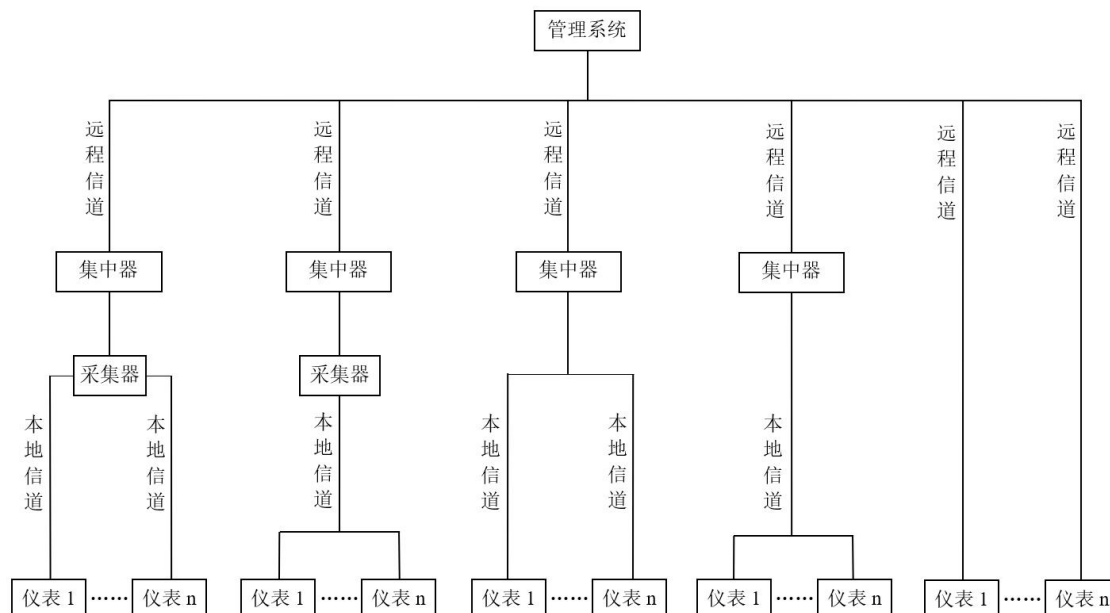 管理系统
远程信道
远程信道
远程信道
远程信道
远程信道
远程信道
集中器
集中器
集中器
集中器
采集器
采集器
本地信道
本地信道
本地信道
本地信道
本地信道
本地信道
仪表1 …… 仪表n
仪表1 …… 仪表n
仪表1 …… 仪表n
仪表1 …… 仪表n
仪表1 …… 仪表n